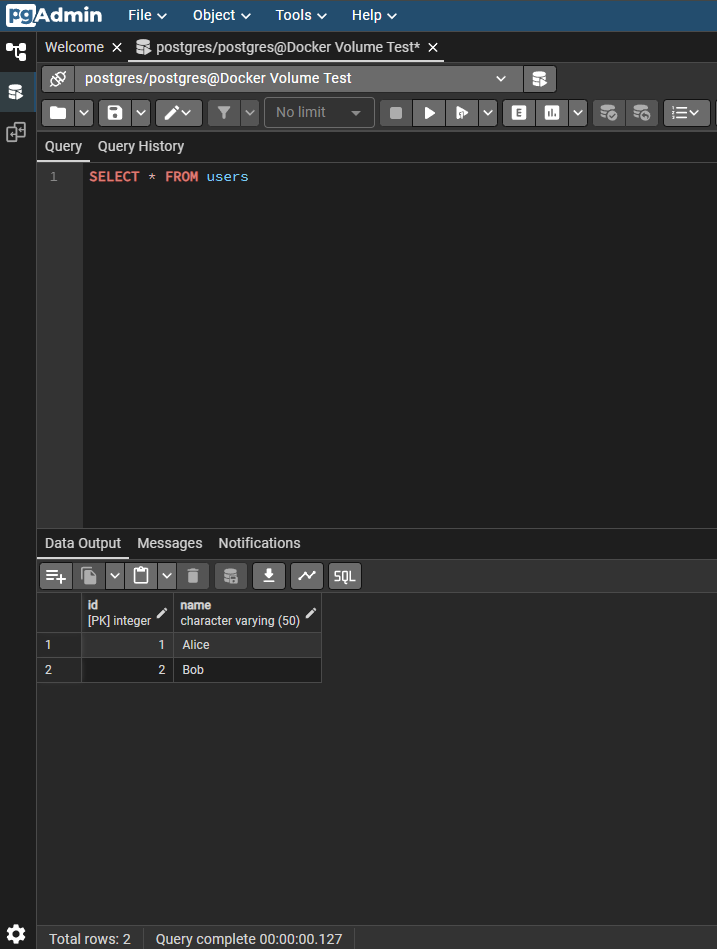 pgAdmin File Object Tools Help
Welcome postgres/postgres@Docker Volume Test*
postgres/postgres@Docker Volume Test
No limit E
Query Query History
1 SELECT * FROM users
Data Output Messages Notifications
SQL
id name
[PK] integer character varying (50)
1 1 Alice
2 2 Bob
Total rows: 2 Query complete 00:00:00.127